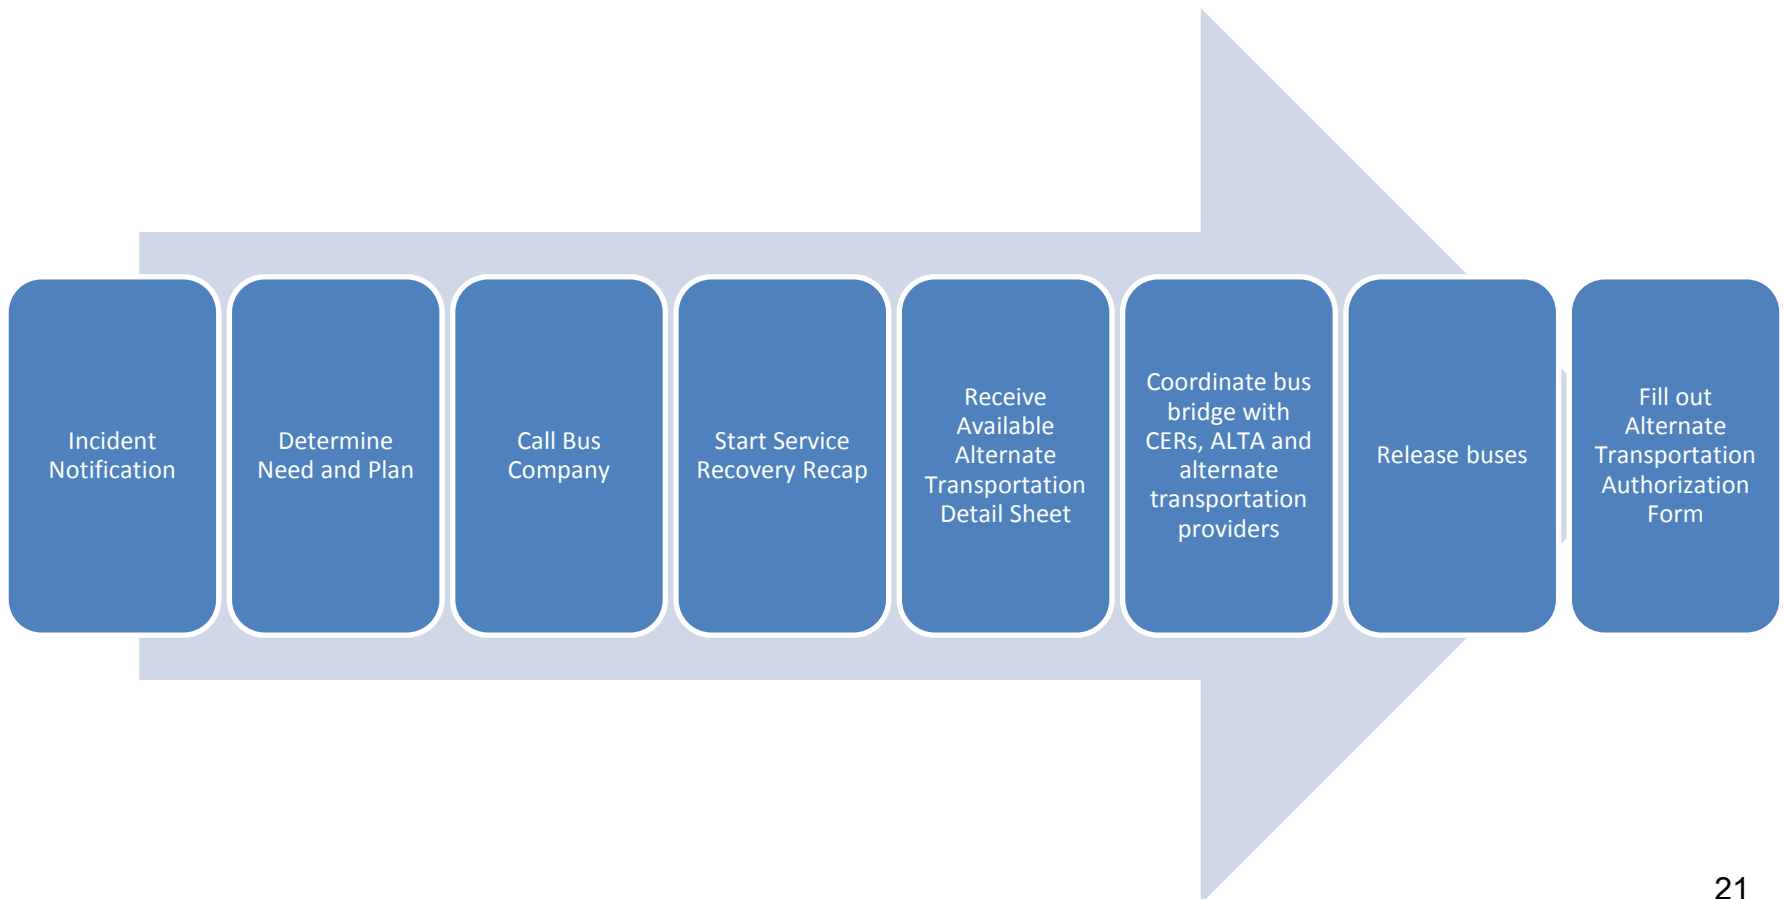 Incident
Notification
Determine
Need and Plan
Call Bus
Company
Start Service
Recovery Recap
Receive
Available
Alternate
Transportation
Detail Sheet
Coordinate bus
bridge with
CERs, ALTA and
alternate
transportation
providers
Release buses
Fill out
Alternate
Transportation
Authorization
Form
21